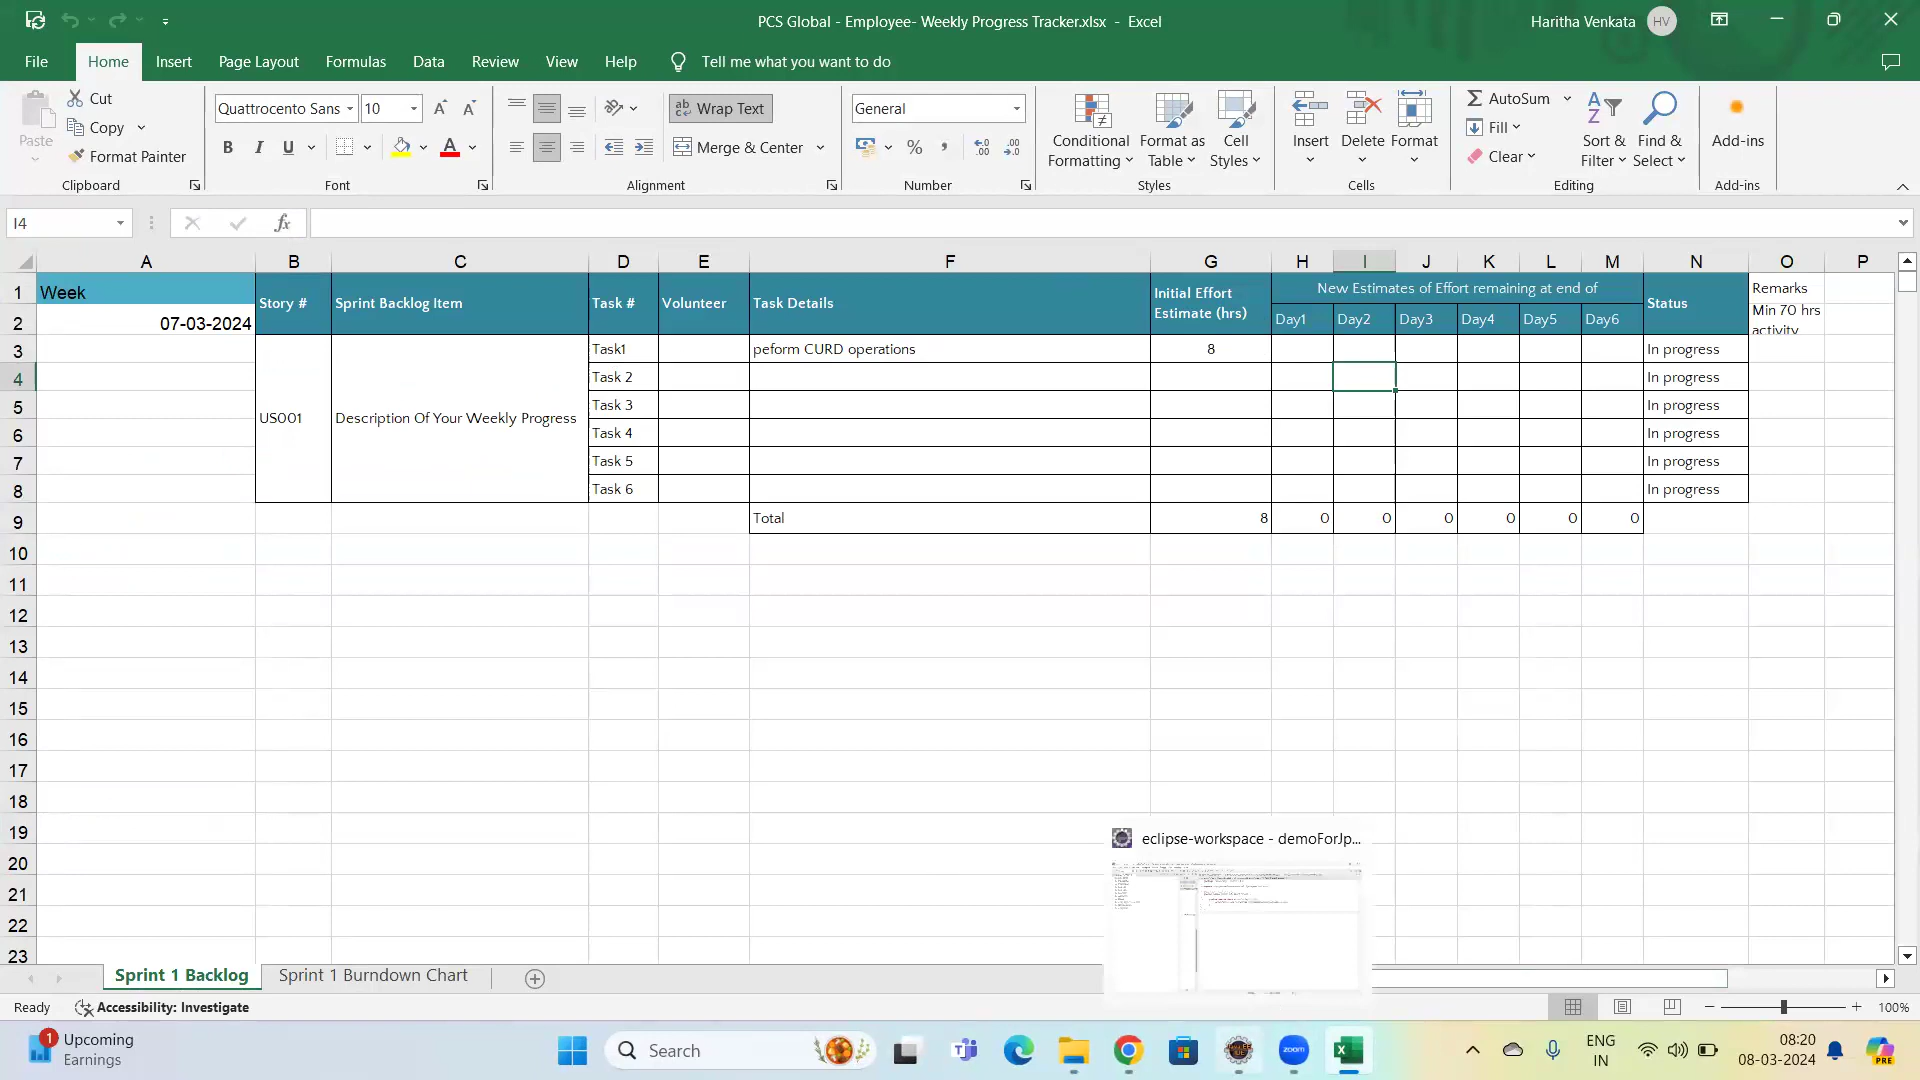 PCS Global - Employee- Weekly Progress Tracker.xlsx - Excel
Haritha Venkata
HV
File
Home
Insert
Page Layout
Formulas
Data
Review
View
Help
Tell me what you want to do
Paste
Cut
Copy
Format Painter
Clipboard
Quattrocento Sans
10
B I U
Font
Wrap Text
Merge & Center
Alignment
General
Number
Conditional Formatting
Format as Table
Cell Styles
Styles
Insert
Delete
Format
Cells
AutoSum
Fill
Clear
Sort & Filter
Find & Select
Editing
Add-ins
Add-ins
I4
fx
A B C D E F G H I J K L M N O P
1 Week Story # Sprint Backlog Item Task # Volunteer Task Details Initial Effort Estimate (hrs) New Estimates of Effort remaining at end of Status Remarks
2 07-03-2024 Day1 Day2 Day3 Day4 Day5 Day6 Min 70 hrs activity
3 Task1 peform CURD operations 8 In progress
4 Task 2 In progress
5 US001 Description Of Your Weekly Progress Task 3 In progress
6 Task 4 In progress
7 Task 5 In progress
8 Task 6 In progress
9 Total 8 0 0 0 0 0 0
10
11
12
13
14
15
16
17
18
19
20
21
22
23
eclipse-workspace - demoForJp...
Sprint 1 Backlog
Sprint 1 Burndown Chart
Ready
Accessibility: Investigate
100%
1
Upcoming
Earnings
Search
zoom
ENG
IN
08:20
08-03-2024
PRE